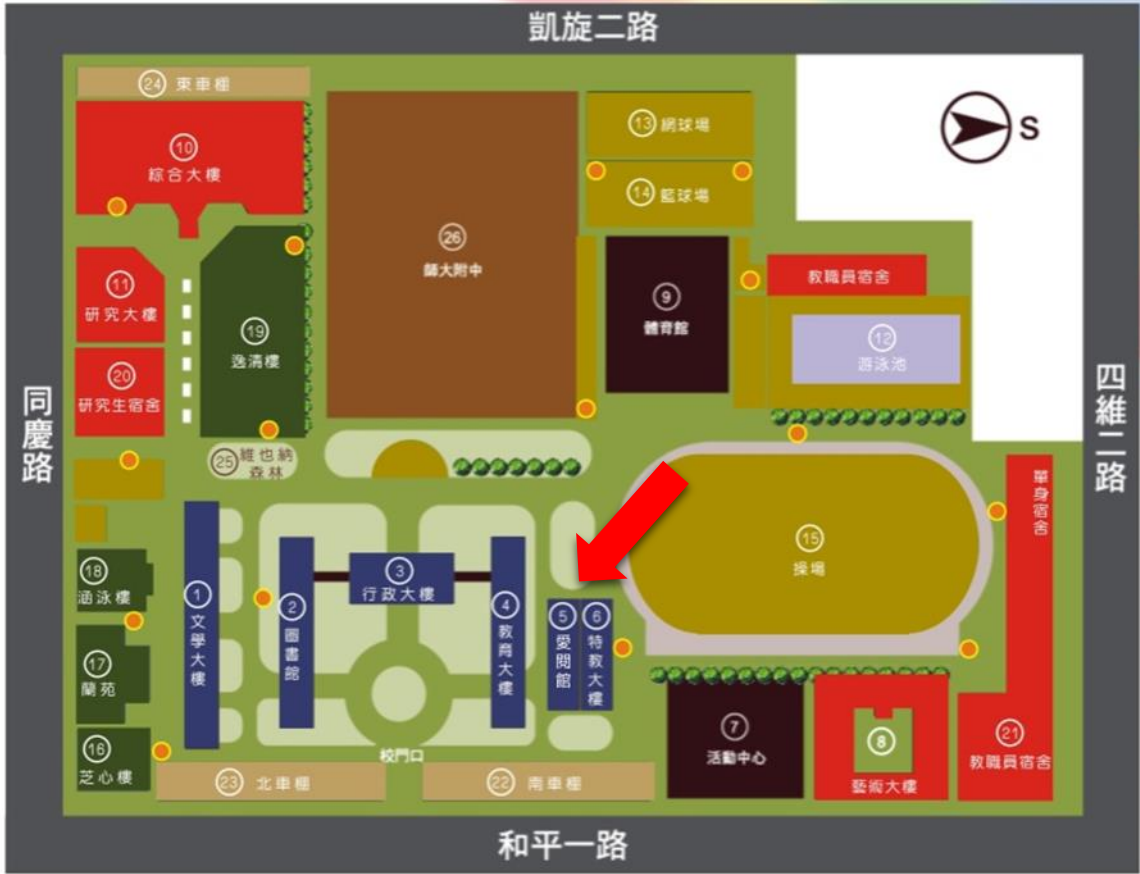 凱旋二路
24 東車棚
10 綜合大樓
13 網球場
14 籃球場
S
26 師大附中
11 研究大樓
19 逸清樓
9 體育館
教職員宿舍
12 游泳池
20 研究生宿舍
同慶路
四維二路
25 維也納
森林
單身宿舍
15 操場
18 涵泳樓
1 文學大樓
2 圖書館
3 行政大樓
4 教育大樓
5 愛閱館
6 特教大樓
17 蘭苑
16 芝心樓
校門口
7 活動中心
8 藝術大樓
21 教職員宿舍
23 北車棚
22 南車棚
和平一路